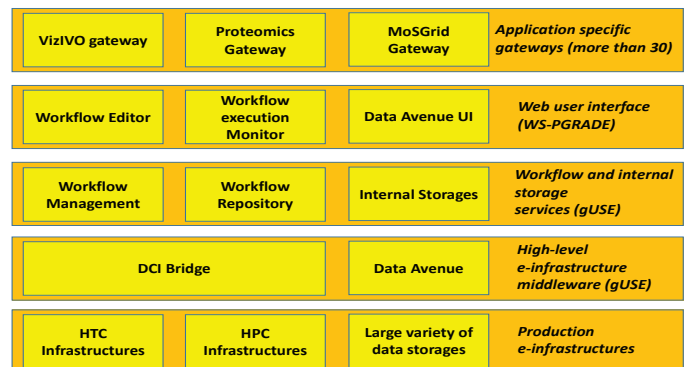 VizIVO gateway
Proteomics
Gateway
MoSGrid
Gateway
Application specific
gateways (more than 30)
Workflow Editor
Workflow
execution
Monitor
Data Avenue UI
Web user interface
(WS-PGRADE)
Workflow
Management
Workflow
Repository
Internal Storages
Workflow and internal
storage
services (gUSE)
DCI Bridge
Data Avenue
High-level
e-infrastructure
middleware (gUSE)
HTC
Infrastructures
HPC
Infrastructures
Large variety of
data storages
Production
e-infrastructures